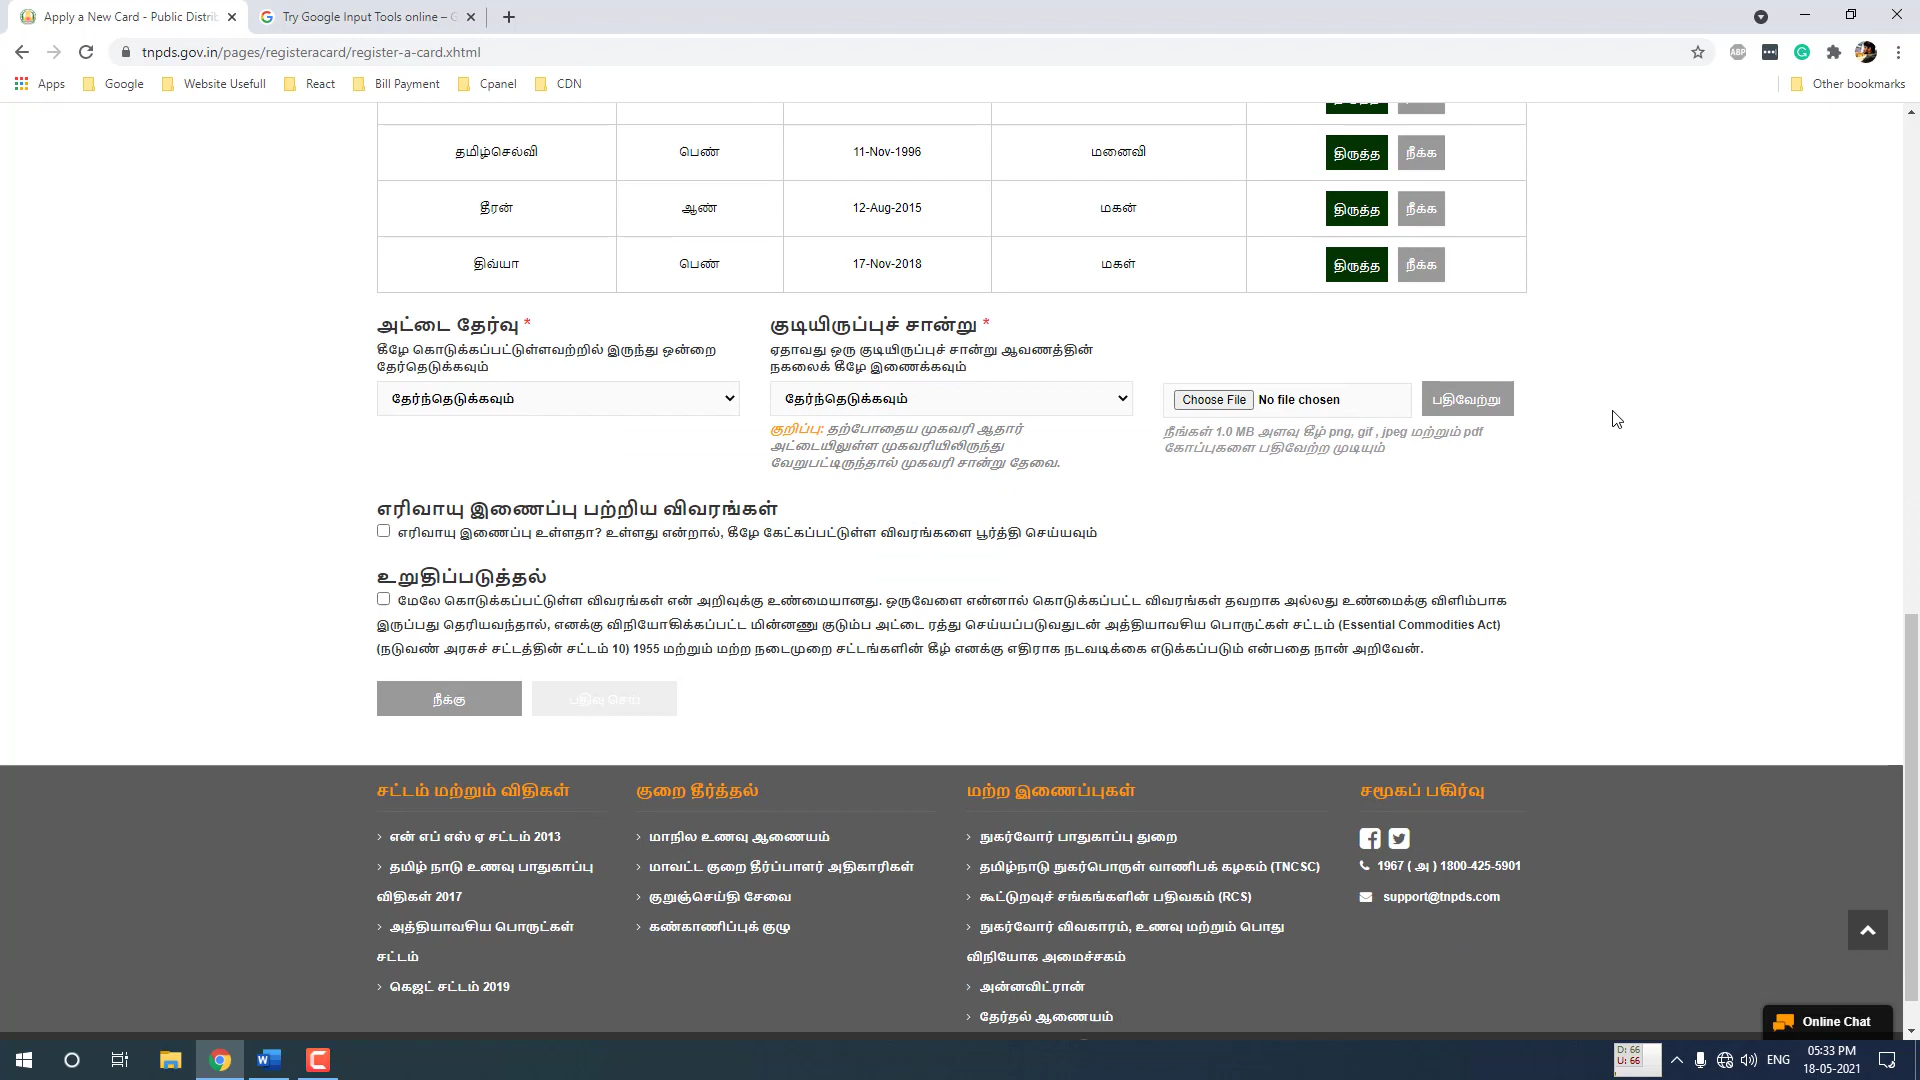 Apply a New Card - Public Distrib
Try Google Input Tools online – G
tnpds.gov.in/pages/registeracard/register-a-card.xhtml
Apps Google Website Usefull React Bill Payment Cpanel CDN Other bookmarks
தமிழ்செல்வி பெண் 11-Nov-1996 மனைவி திருத்த நீக்க
தீரன் ஆண் 12-Aug-2015 மகன் திருத்த நீக்க
திவ்யா பெண் 17-Nov-2018 மகள் திருத்த நீக்க
அட்டை தேர்வு *
கீழே கொடுக்கப்பட்டுள்ளவற்றில் இருந்து ஒன்றை
தேர்தெடுக்கவும்
தேர்ந்தெடுக்கவும்
குடியிருப்புச் சான்று *
ஏதாவது ஒரு குடியிருப்புச் சான்று ஆவணத்தின்
நகலைக் கீழே இணைக்கவும்
தேர்ந்தெடுக்கவும்
குறிப்பு: தற்போதைய முகவரி ஆதார்
அட்டையிலுள்ள முகவரியிலிருந்து
வேறுபட்டிருந்தால் முகவரி சான்று தேவை.
Choose File No file chosen பதிவேற்று
நீங்கள் 1.0 MB அளவு கீழ் png, gif , jpeg மற்றும் pdf
கோப்புகளை பதிவேற்ற முடியும்
எரிவாயு இணைப்பு பற்றிய விவரங்கள்
எரிவாயு இணைப்பு உள்ளதா? உள்ளது என்றால், கீழே கேட்கப்பட்டுள்ள விவரங்களை பூர்த்தி செய்யவும்
உறுதிப்படுத்தல்
மேலே கொடுக்கப்பட்டுள்ள விவரங்கள் என் அறிவுக்கு உண்மையானது. ஒருவேளை என்னால் கொடுக்கப்பட்ட விவரங்கள் தவறாக அல்லது உண்மைக்கு விளிம்பாக
இருப்பது தெரியவந்தால், எனக்கு விநியோகிக்கப்பட்ட மின்னணு குடும்ப அட்டை ரத்து செய்யப்படுவதுடன் அத்தியாவசிய பொருட்கள் சட்டம் (Essential Commodities Act)
(நடுவண் அரசுச் சட்டத்தின் சட்டம் 10) 1955 மற்றும் மற்ற நடைமுறை சட்டங்களின் கீழ் எனக்கு எதிராக நடவடிக்கை எடுக்கப்படும் என்பதை நான் அறிவேன்.
நீக்கு பதிவு செய
சட்டம் மற்றும் விதிகள்
என் எப் எஸ் ஏ சட்டம் 2013
தமிழ் நாடு உணவு பாதுகாப்பு
விதிகள் 2017
அத்தியாவசிய பொருட்கள்
சட்டம்
கெஜட் சட்டம் 2019
குறை தீர்த்தல்
மாநில உணவு ஆணையம்
மாவட்ட குறை தீர்ப்பாளர் அதிகாரிகள்
குறுஞ்செய்தி சேவை
கண்காணிப்புக் குழு
மற்ற இணைப்புகள்
நுகர்வோர் பாதுகாப்பு துறை
தமிழ்நாடு நுகர்பொருள் வாணிபக் கழகம் (TNCSC)
கூட்டுறவுச் சங்கங்களின் பதிவகம் (RCS)
நுகர்வோர் விவகாரம், உணவு மற்றும் பொது
விநியோக அமைச்சகம்
அன்னவிட்ரான்
தேர்தல் ஆணையம்
சமூகப் பகிர்வு
1967 ( அ ) 1800-425-5901
support@tnpds.com
Online Chat
D: 66
U: 66
ENG
05:33 PM
18-05-2021